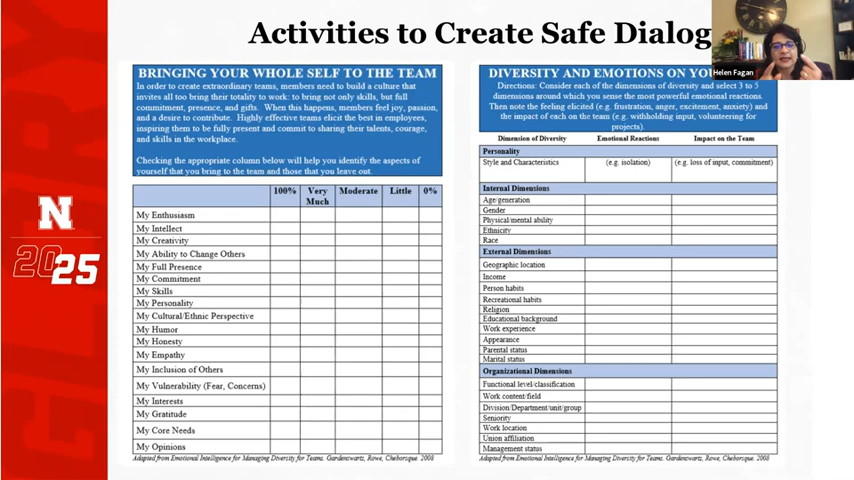 Activities to Create Safe Dialog
Helen Fagan
N
2025
BRINGING YOUR WHOLE SELF TO THE TEAM
In order to create extraordinary teams, members need to build a culture that
invites all too bring their totality to work: to bring not only skills, but full
commitment, presence, and gifts. When this happens, members feel joy, passion,
and a desire to contribute. Highly effective teams elicit the best in employees,
inspiring them to be fully present and commit to sharing their talents, courage,
and skills in the workplace.
Checking the appropriate column below will help you identify the aspects of
yourself that you bring to the team and those that you leave out.
100% Very Much Moderate Little 0%
My Enthusiasm
My Intellect
My Creativity
My Ability to Change Others
My Full Presence
My Commitment
My Skills
My Personality
My Cultural/Ethnic Perspective
My Humor
My Honesty
My Empathy
My Inclusion of Others
My Vulnerability (Fear, Concerns)
My Interests
My Gratitude
My Core Needs
My Opinions
Adapted from Emotional Intelligence for Managing Diversity for Teams. Gardenswartz, Rowe, Cheborsque. 2008
DIVERSITY AND EMOTIONS ON YOU
Directions: Consider each of the dimensions of diversity and select 3 to 5
dimensions around which you sense the most powerful emotional reactions.
Then note the feeling elicited (e.g. frustration, anger, excitement, anxiety) and
the impact of each on the team (e.g. withholding input, volunteering for
projects).
Dimension of Diversity Emotional Reactions Impact on the Team
Personality
Style and Characteristics (e.g. isolation) (e.g. loss of input, commitment)
Internal Dimensions
Age/generation
Gender
Physical/mental ability
Ethnicity
Race
External Dimensions
Geographic location
Income
Person habits
Recreational habits
Religion
Educational background
Work experience
Appearance
Parental status
Marital status
Organizational Dimensions
Functional level/classification
Work content/field
Division/Department/unit/group
Seniority
Work location
Union affiliation
Management status
Adapted from Emotional Intelligence for Managing Diversity for Teams. Gardenswartz, Rowe, Cheborsque. 2008